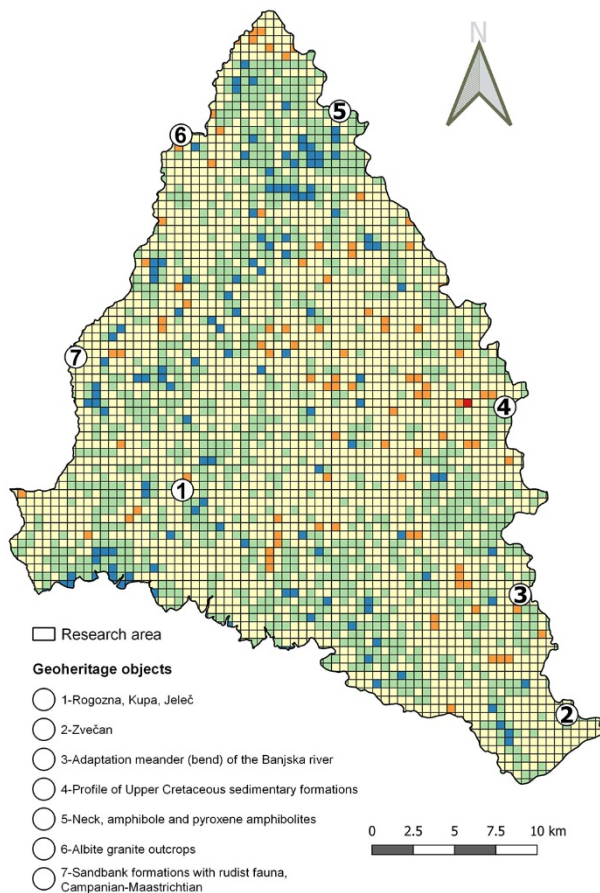 N
5
6
7
4
1
3
2
Research area
Geoheritage objects
1-Rogozna, Kupa, Jeleč
2-Zvečan
3-Adaptation meander (bend) of the Banjska river
4-Profile of Upper Cretaceous sedimentary formations
5-Neck, amphibole and pyroxene amphibolites
6-Albite granite outcrops
7-Sandbank formations with rudist fauna,
Campanian-Maastrichtian
0 2.5 5 7.5 10 km